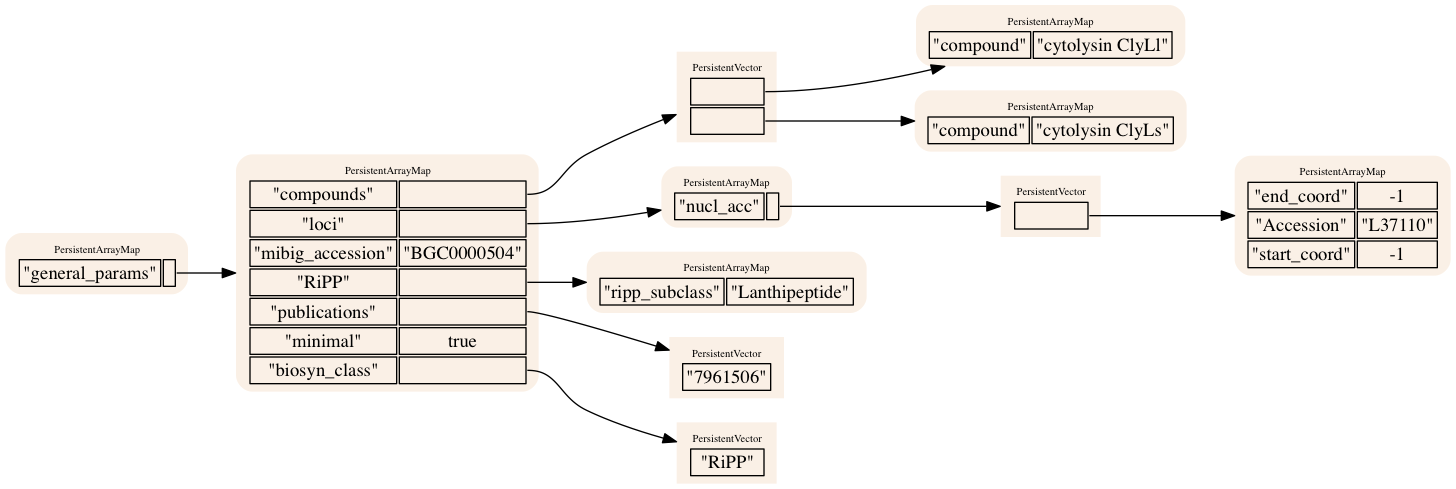 PersistentArrayMap
"general_params"
PersistentArrayMap
"compounds"
"loci"
"mibig_accession" "BGC0000504"
"RiPP"
"publications"
"minimal" true
"biosyn_class"
PersistentVector
PersistentArrayMap
"compound" "cytolysin ClyLl"
PersistentArrayMap
"compound" "cytolysin ClyLs"
PersistentArrayMap
"nucl_acc"
PersistentVector
PersistentArrayMap
"end_coord" -1
"Accession" "L37110"
"start_coord" -1
PersistentArrayMap
"ripp_subclass" "Lanthipeptide"
PersistentVector
"7961506"
PersistentVector
"RiPP"